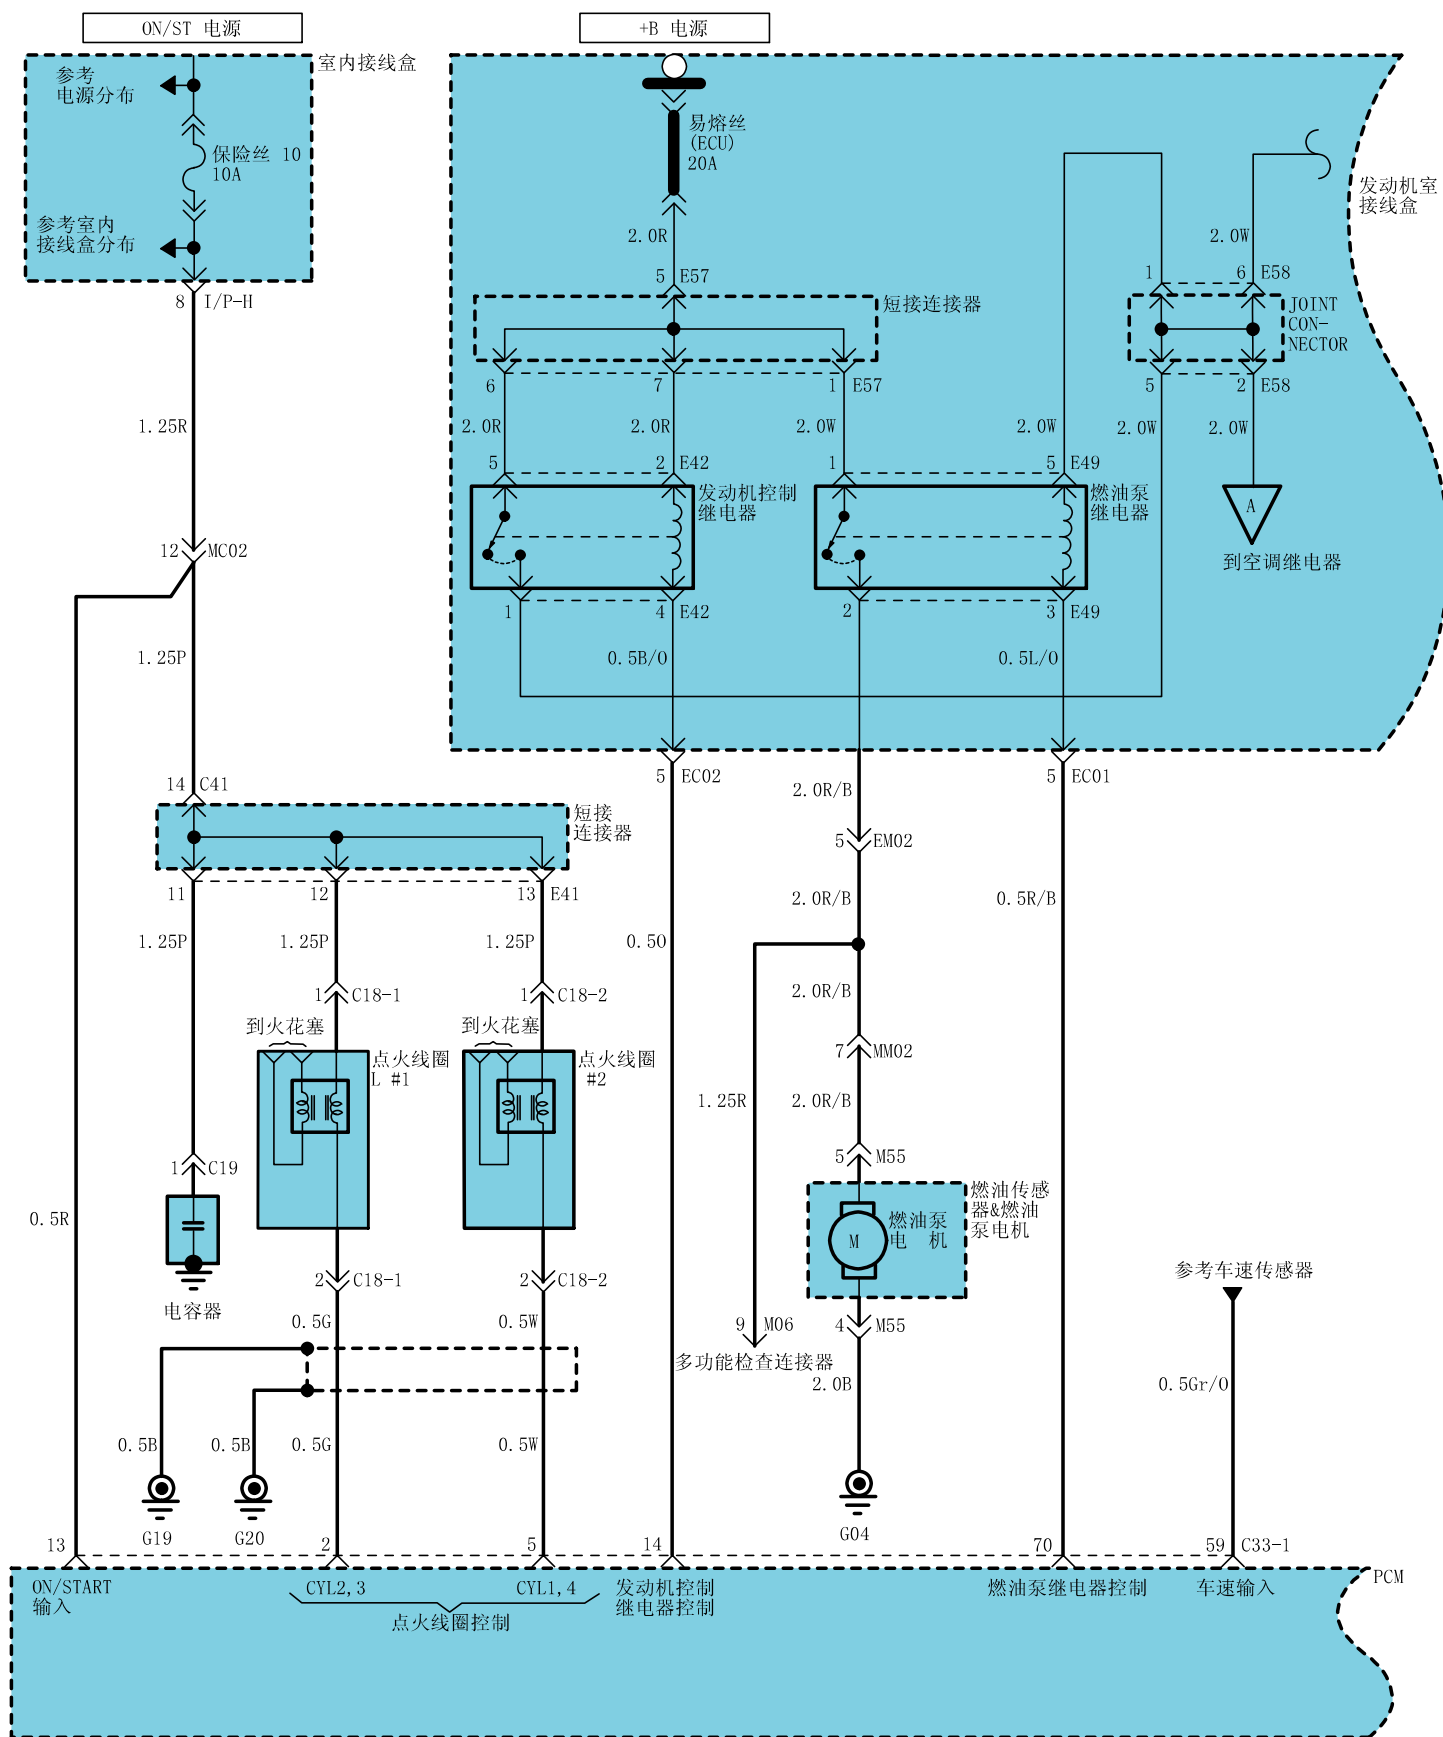 ON/ST 电源
+B 电源
室内接线盒
参考
电源分布
保险丝 10
10A
参考室内
接线盒分布
8 I/P-H
易熔丝
(ECU)
20A
发动机室
接线盒
2.0R
2.0W
5 E57
1
6 E58
短接连接器
JOINT
CON-
NECTOR
6
7
1 E57
5
2 E58
1.25R
2.0R
2.0R
2.0W
2.0W
2.0W
2.0W
5
2 E42
1
5 E49
发动机控制
继电器
燃油泵
继电器
A
12 MC02
到空调继电器
1
4 E42
2
3 E49
1.25P
0.5B/O
0.5L/O
14 C41
5 EC02
5 EC01
2.0R/B
短接
连接器
5 EM02
11
12
13 E41
2.0R/B
0.5R/B
1.25P
1.25P
1.25P
0.5O
1 C18-1
1 C18-2
2.0R/B
到火花塞
到火花塞
点火线圈
L #1
点火线圈
#2
7 MM02
1.25R
2.0R/B
1 C19
5 M55
燃油传感
器&燃油
泵电机
0.5R
燃油泵
电 机
M
参考车速传感器
2 C18-1
2 C18-2
电容器
0.5G
0.5W
9 M06
4 M55
多功能检查连接器
2.0B
0.5Gr/O
0.5B
0.5B
0.5G
0.5W
G19
G20
G04
13
2
5
14
70
59 C33-1
PCM
ON/START
输入
CYL2,3
CYL1,4
点火线圈控制
发动机控制
继电器控制
燃油泵继电器控制
车速输入